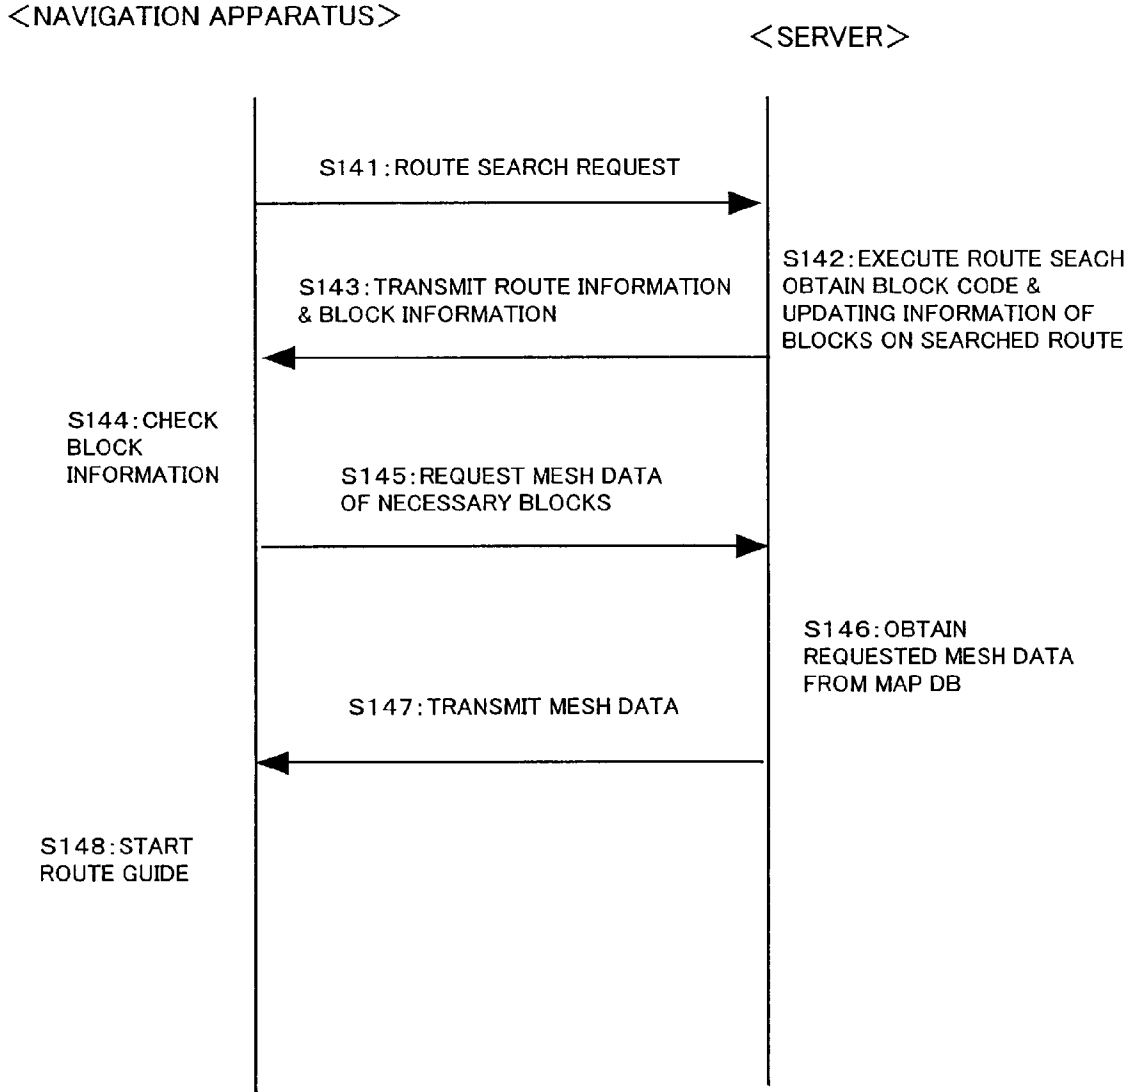 <NAVIGATION APPARATUS>
<SERVER>
S141:ROUTE SEARCH REQUEST
S142:EXECUTE ROUTE SEACH
OBTAIN BLOCK CODE &
UPDATING INFORMATION OF
BLOCKS ON SEARCHED ROUTE
S143:TRANSMIT ROUTE INFORMATION
& BLOCK INFORMATION
S144:CHECK
BLOCK
INFORMATION
S145:REQUEST MESH DATA
OF NECESSARY BLOCKS
S146:OBTAIN
REQUESTED MESH DATA
FROM MAP DB
S147:TRANSMIT MESH DATA
S148:START
ROUTE GUIDE